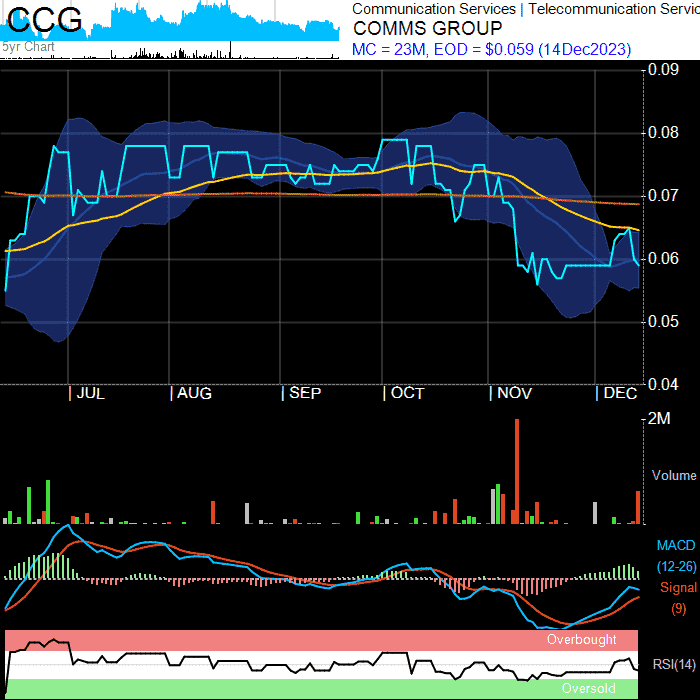 CCG
5yr Chart
Communication Services | Telecommunication Servic
COMMS GROUP
MC = 23M, EOD = $0.059 (14Dec2023)
0.09
0.08
0.07
0.06
0.05
0.04
| JUL | AUG | SEP | OCT | NOV | DEC
2M
Volume
MACD
(12-26)
Signal
(9)
Overbought
RSI(14)
Oversold